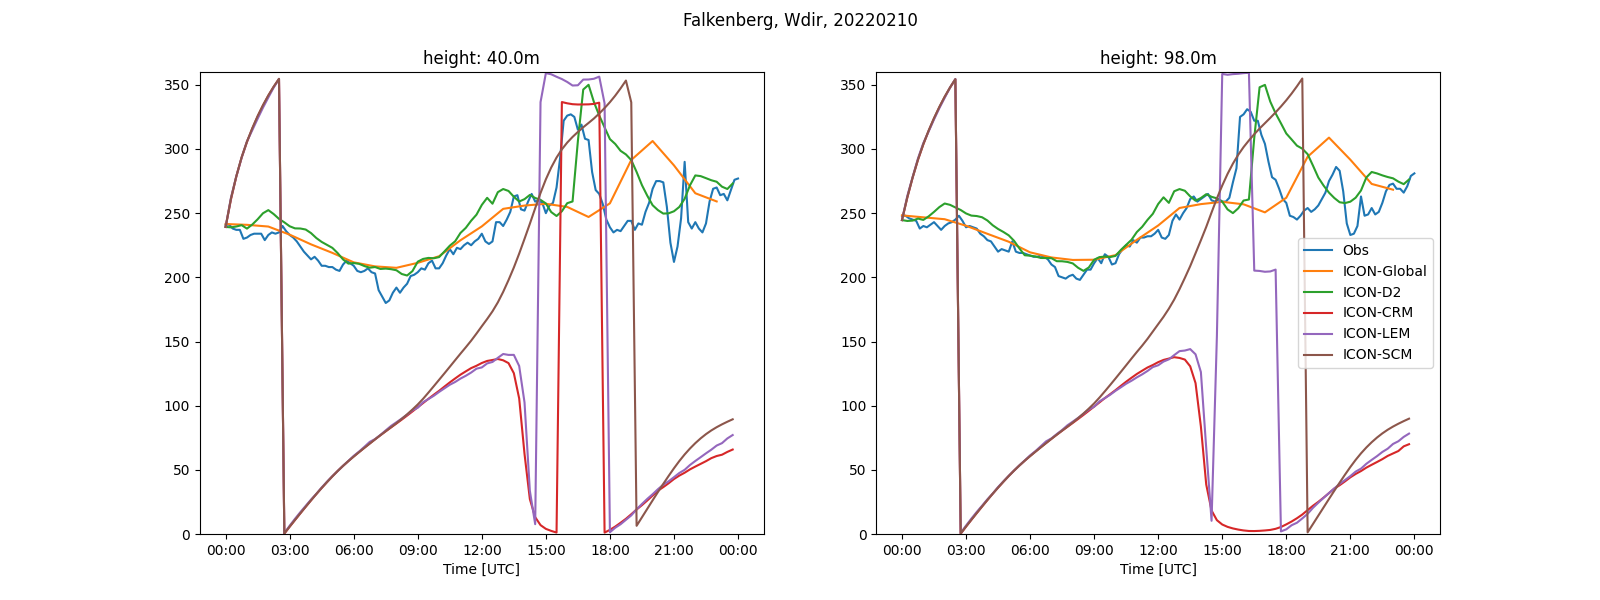 Falkenberg, Wdir, 20220210
height: 40.0m
350
300
250
200
150
100
50
0
00:00 03:00 06:00 09:00 12:00 15:00 18:00 21:00 00:00
Time [UTC]
height: 98.0m
350
300
250
200
150
100
50
0
Obs
ICON-Global
ICON-D2
ICON-CRM
ICON-LEM
ICON-SCM
00:00 03:00 06:00 09:00 12:00 15:00 18:00 21:00 00:00
Time [UTC]